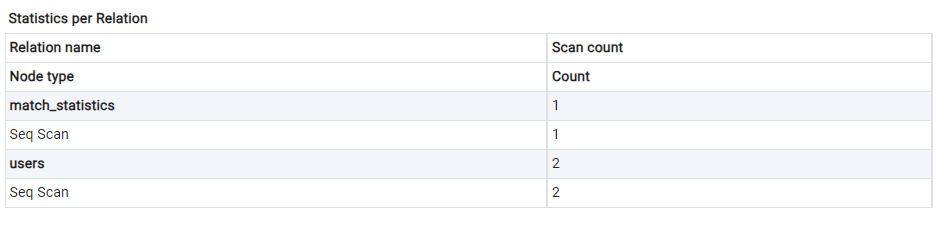 Statistics per Relation
Relation name Scan count
Node type Count
match_statistics 1
Seq Scan 1
users 2
Seq Scan 2